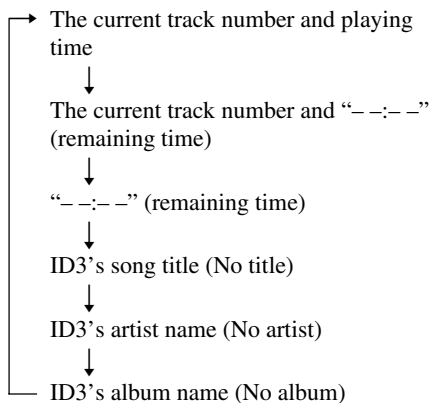 The current track number and playing
time
The current track number and “– –:– –”
(remaining time)
“– –:– –” (remaining time)
ID3’s song title (No title)
ID3’s artist name (No artist)
ID3’s album name (No album)